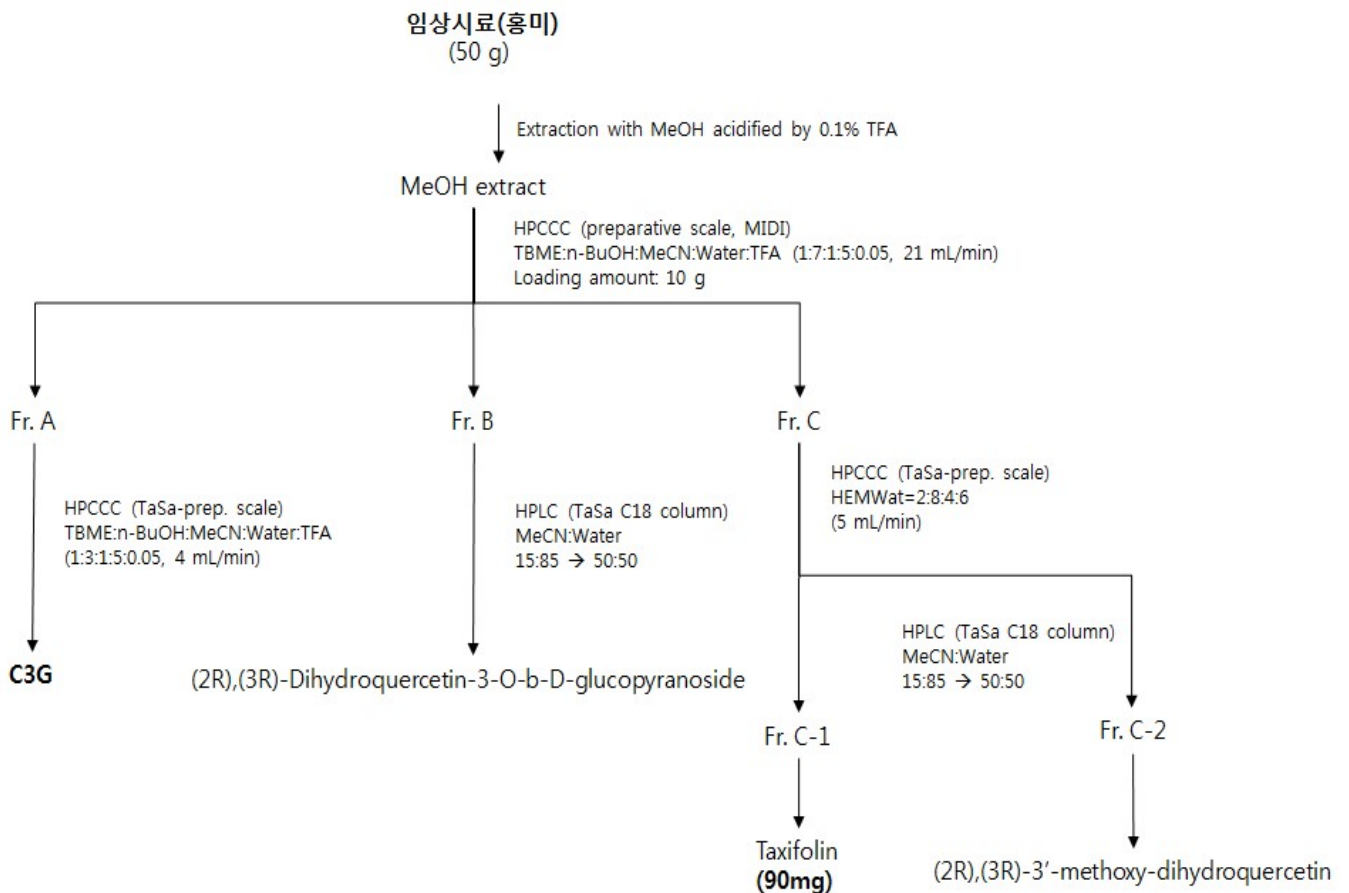 임상시료(홍미)
(50 g)
Extraction with MeOH acidified by 0.1% TFA
MeOH extract
HPCCC (preparative scale, MIDI)
TBME:n-BuOH:MeCN:Water:TFA (1:7:1:5:0.05, 21 mL/min)
Loading amount: 10 g
Fr. A
Fr. B
Fr. C
HPCCC (TaSa-prep. scale)
TBME:n-BuOH:MeCN:Water:TFA
(1:3:1:5:0.05, 4 mL/min)
HPLC (TaSa C18 column)
MeCN:Water
15:85 → 50:50
HPCCC (TaSa-prep. scale)
HEMWat=2:8:4:6
(5 mL/min)
C3G
(2R),(3R)-Dihydroquercetin-3-O-b-D-glucopyranoside
HPLC (TaSa C18 column)
MeCN:Water
15:85 → 50:50
Fr. C-1
Fr. C-2
Taxifolin
(90mg)
(2R),(3R)-3′-methoxy-dihydroquercetin